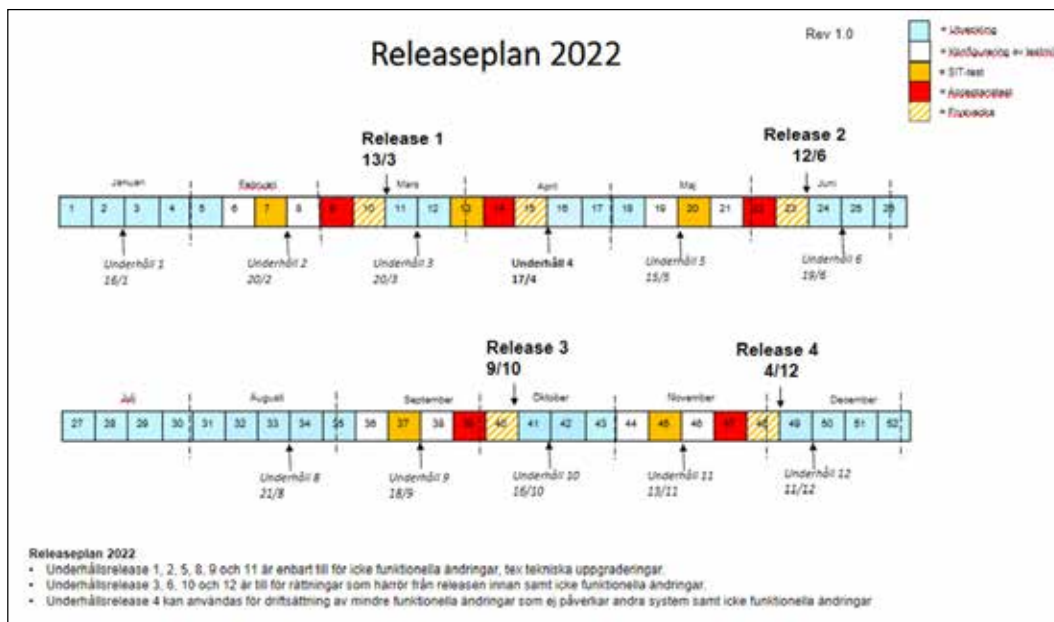 Releaseplan 2022
Rev 1.0
= Utveckling
= Konfigurering av testmil
= SIT-test
= Acceptanstest
= Frysvecka
Release 1
13/3
Release 2
12/6
Januari
Februari
Mars
April
Maj
Juni
1 2 3 4 5 6 7 8 9 10 11 12 13 14 15 16 17 18 19 20 21 22 23 24 25 26
Underhåll 1
16/1
Underhåll 2
20/2
Underhåll 3
20/3
Underhåll 4
17/4
Underhåll 5
15/5
Underhåll 6
19/6
Release 3
9/10
Release 4
4/12
Juli
Augusti
September
Oktober
November
December
27 28 29 30 31 32 33 34 35 36 37 38 39 40 41 42 43 44 45 46 47 48 49 50 51 52
Underhåll 8
21/8
Underhåll 9
18/9
Underhåll 10
16/10
Underhåll 11
13/11
Underhåll 12
11/12
Releaseplan 2022
• Underhållsrelease 1, 2, 5, 8, 9 och 11 är enbart till för icke funktionella ändringar, tex tekniska uppgraderingar.
• Underhållsrelease 3, 6, 10 och 12 är till för rättningar som härrör från releasen innan samt icke funktionella ändringar.
• Underhållsrelease 4 kan användas för driftsättning av mindre funktionella ändringar som ej påverkar andra system samt icke funktionella ändringar